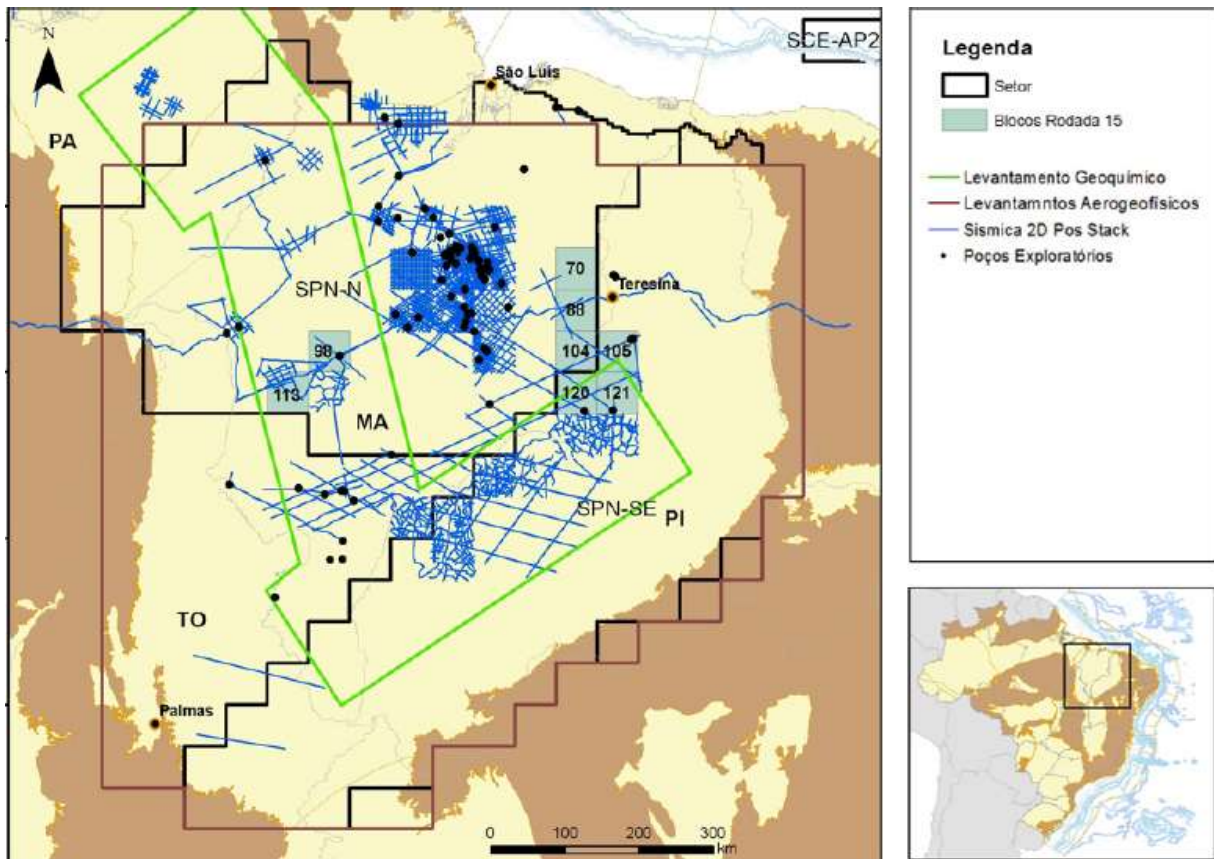 N
SCE-AP2
São Luis
PA
70
SPN-N
Teresina
88
98
104 105
113
120 121
MA
SPN-SE
PI
TO
Palmas
0 100 200 300
km
Legenda
Setor
Blocos Rodada 15
Levantamento Geoquímico
Levantamntos Aerogeofísicos
Sísmica 2D Pos Stack
Poços Exploratórios